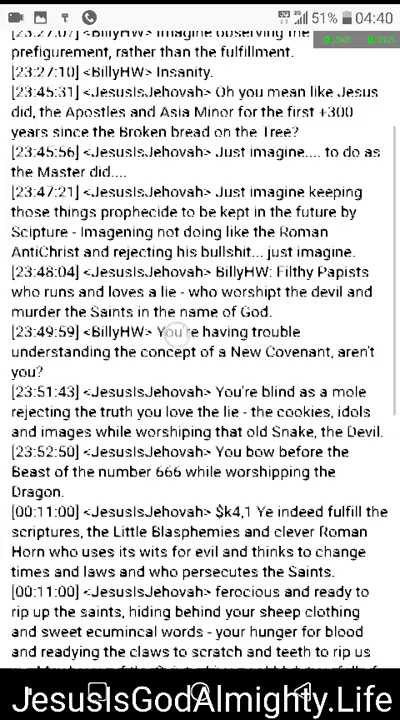 51% 04:40
[23:27:07] <BillyHW> Imagine observing the
prefigurement, rather than the fulfillment.
[23:27:10] <BillyHW> Insanity.
[23:45:31] <JesusIsJehovah> Oh you mean like Jesus
did, the Apostles and Asia Minor for the first +300
years since the Broken bread on the Tree?
[23:45:56] <JesusIsJehovah> Just imagine.... to do as
the Master did....
[23:47:21] <JesusIsJehovah> Just imagine keeping
those things prophecide to be kept in the future by
Scipture - Imagening not doing like the Roman
AntiChrist and rejecting his bullshit... just imagine.
[23:48:04] <JesusIsJehovah> BillyHW: Filthy Papists
who runs and loves a lie - who worshipt the devil and
murder the Saints in the name of God.
[23:49:59] <BillyHW> You're having trouble
understanding the concept of a New Covenant, aren't
you?
[23:51:43] <JesusIsJehovah> You're blind as a mole
rejecting the truth you love the lie - the cookies, idols
and images while worshiping that old Snake, the Devil.
[23:52:50] <JesusIsJehovah> You bow before the
Beast of the number 666 while worshipping the
Dragon.
[00:11:00] <JesusIsJehovah> $k4,1 Ye indeed fulfill the
scriptures, the Little Blasphemies and clever Roman
Horn who uses its wits for evil and thinks to change
times and laws and who persecutes the Saints.
[00:11:00] <JesusIsJehovah> ferocious and ready to
rip up the saints, hiding behind your sheep clothing
and sweet ecumincal words - your hunger for blood
and readying the claws to scratch and teeth to rip us
JesusIsGodAlmighty.Life